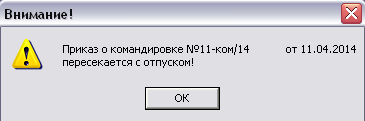 Внимание!
Приказ о командировке №11-ком/14 от 11.04.2014
пересекается с отпуском!
OK